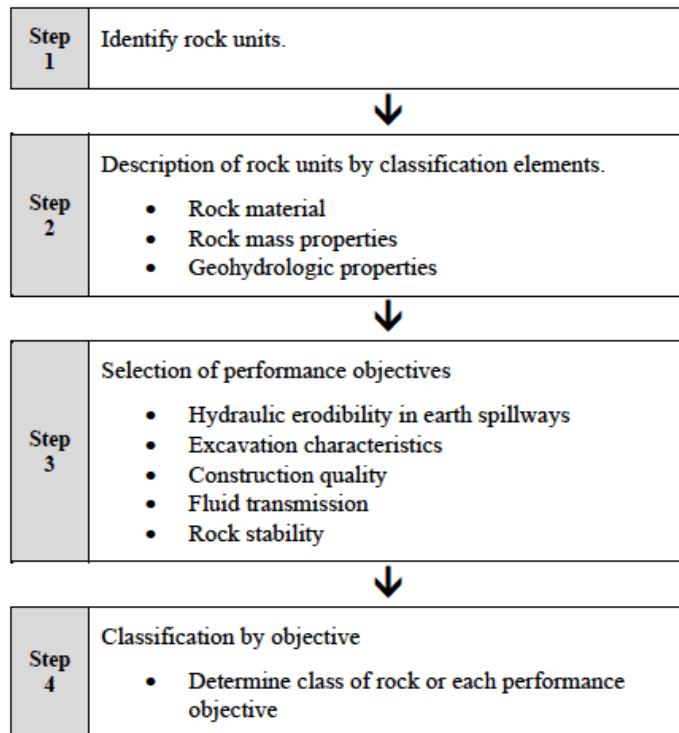 Step
1
Identify rock units.
Step
2
Description of rock units by classification elements.
• Rock material
• Rock mass properties
• Geohydrologic properties
Step
3
Selection of performance objectives
• Hydraulic erodibility in earth spillways
• Excavation characteristics
• Construction quality
• Fluid transmission
• Rock stability
Step
4
Classification by objective
• Determine class of rock or each performance
objective